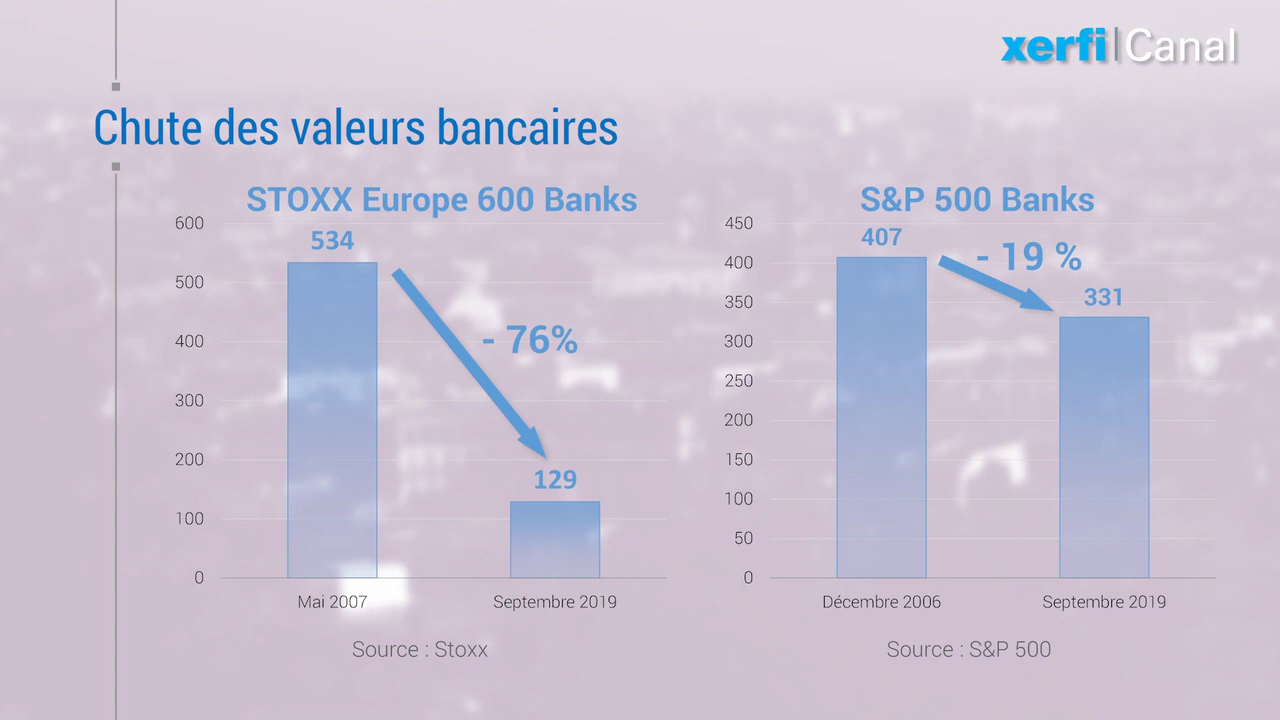 xerfi Canal
Chute des valeurs bancaires
STOXX Europe 600 Banks
600
500
400
300
200
100
0
534
- 76%
129
Mai 2007
Septembre 2019
Source : Stoxx
S&P 500 Banks
450
400
350
300
250
200
150
100
50
0
407
- 19 %
331
Décembre 2006
Septembre 2019
Source : S&P 500